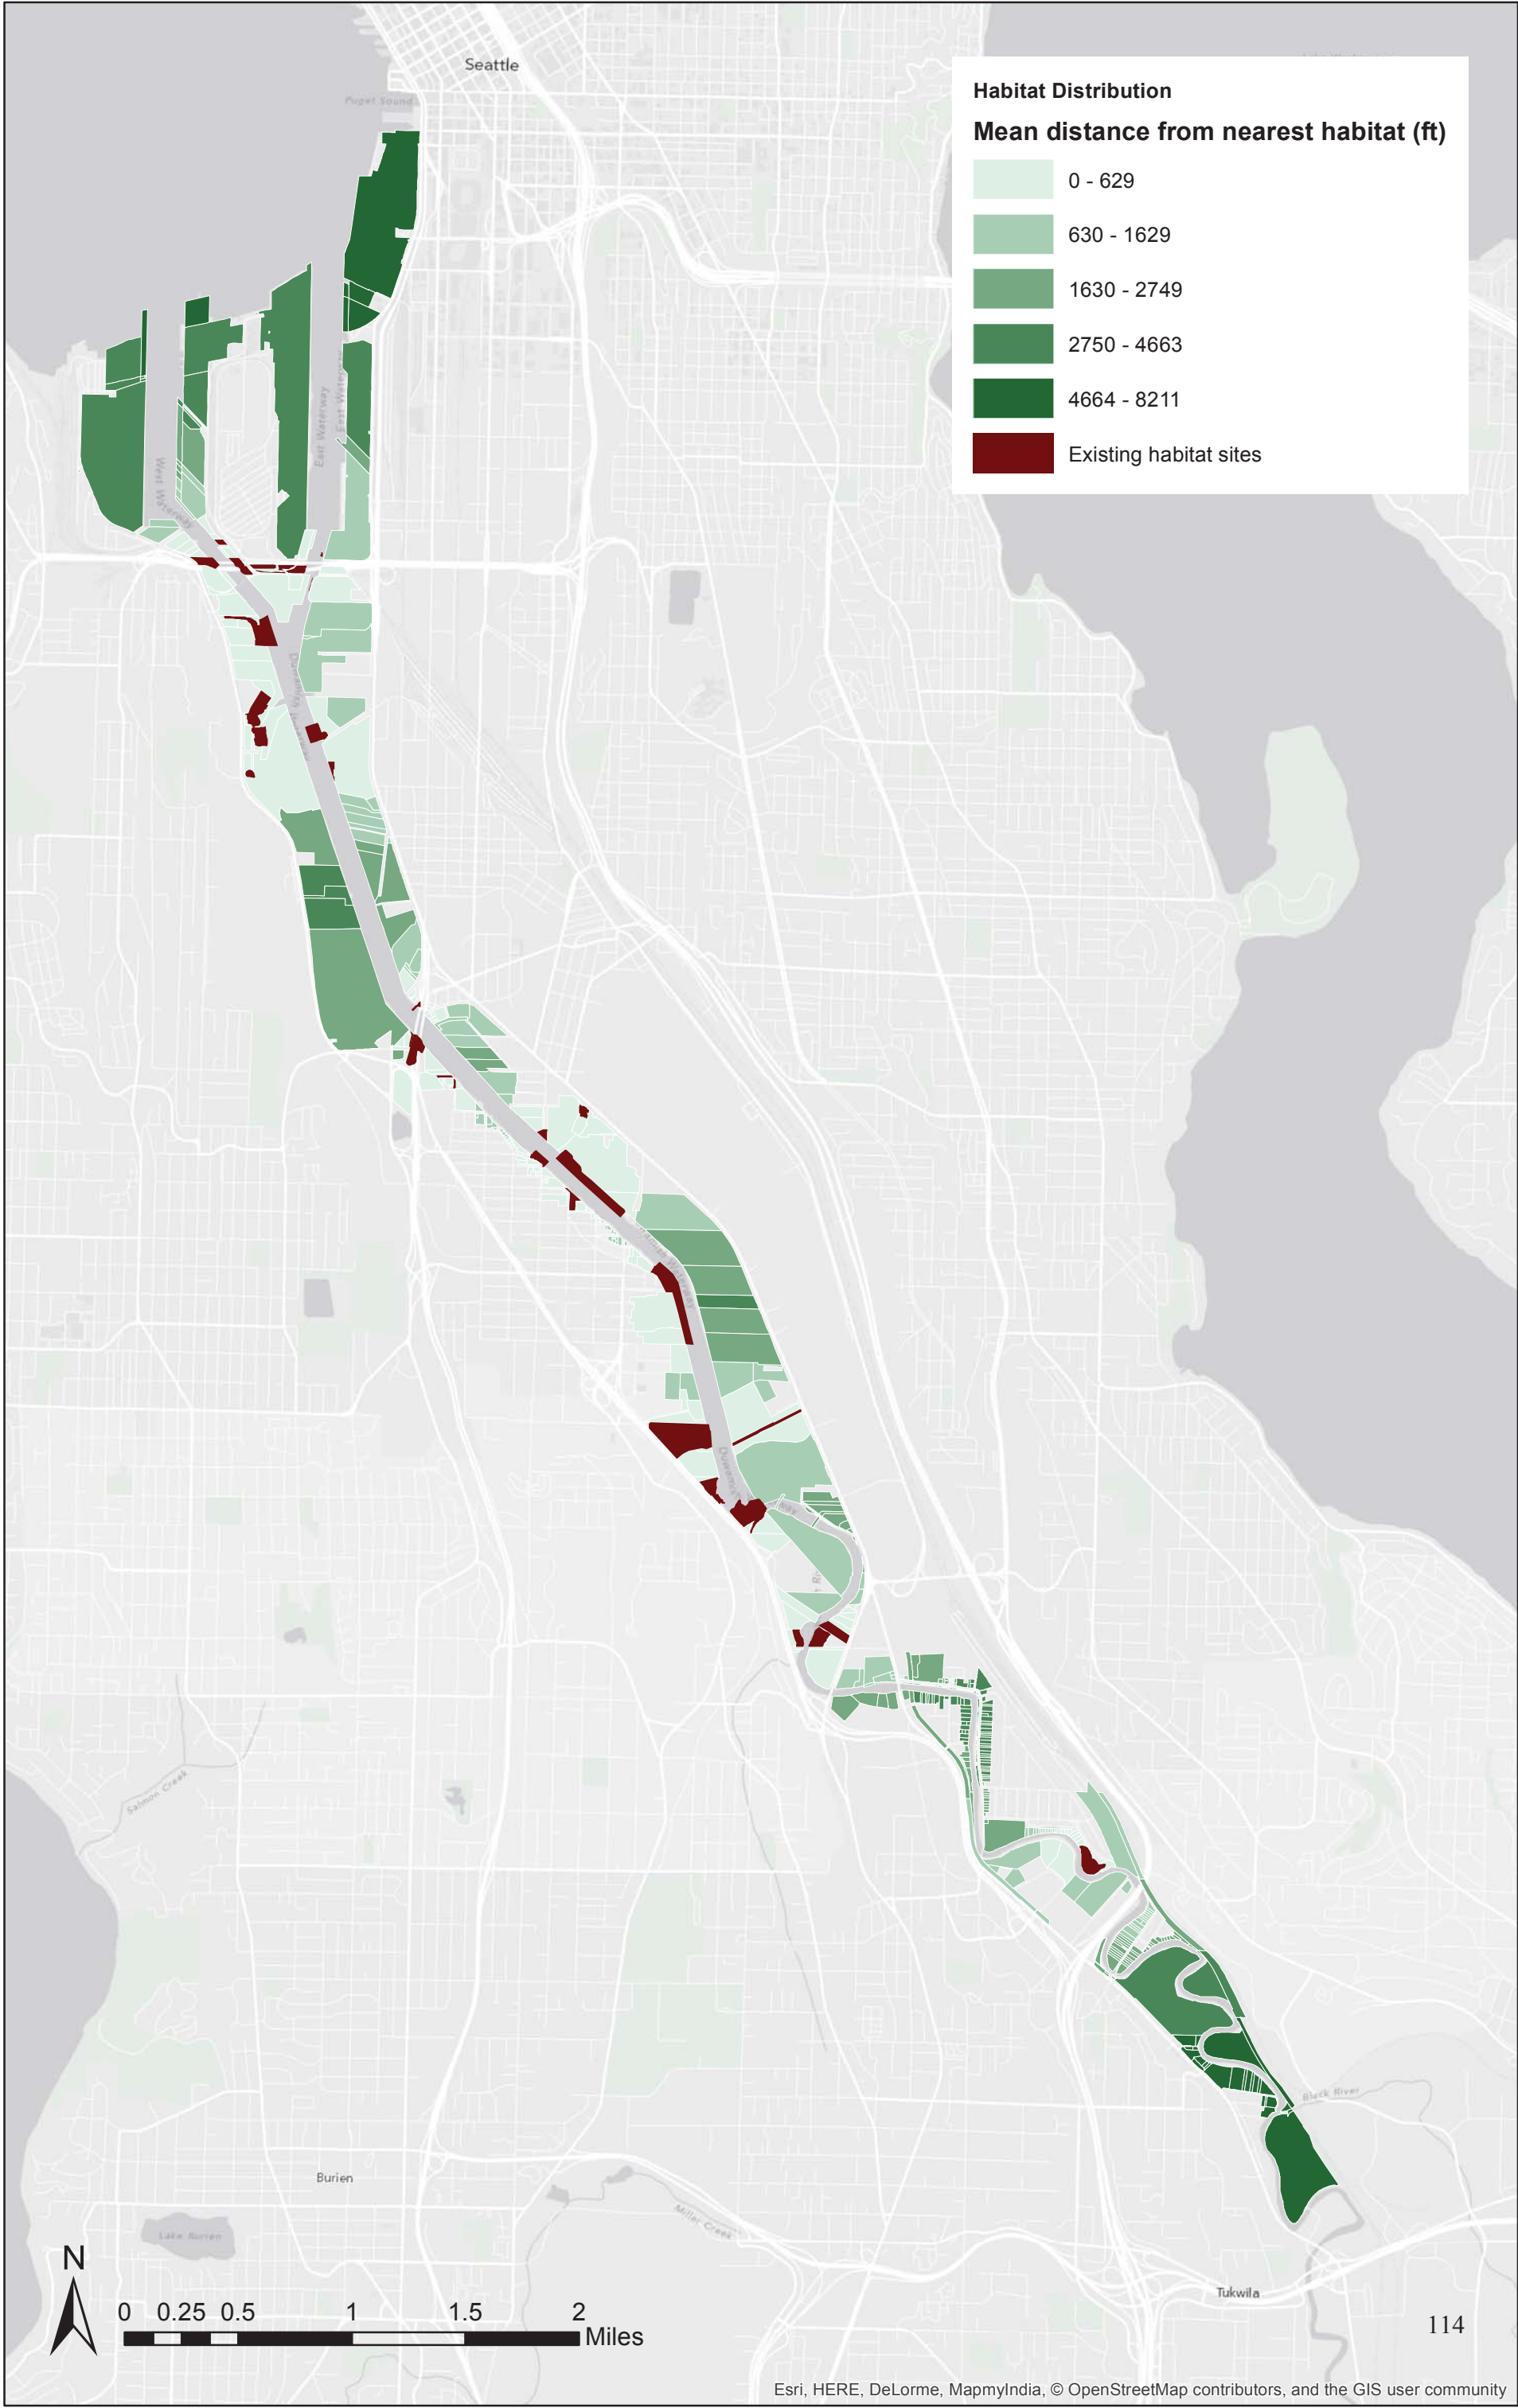 Seattle
Puget Sound
Habitat Distribution
Mean distance from nearest habitat (ft)
0 - 629
630 - 1629
1630 - 2749
2750 - 4663
4664 - 8211
Existing habitat sites
East Waterway
East Waterway
West Waterway
Duwamish Waterway
Salmon Creek
Black River
Burien
Miller Creek
Lake Burien
Tukwila
N
0 0.25 0.5 1 1.5 2
Miles
114
Esri, HERE, DeLorme, MapmyIndia, © OpenStreetMap contributors, and the GIS user community